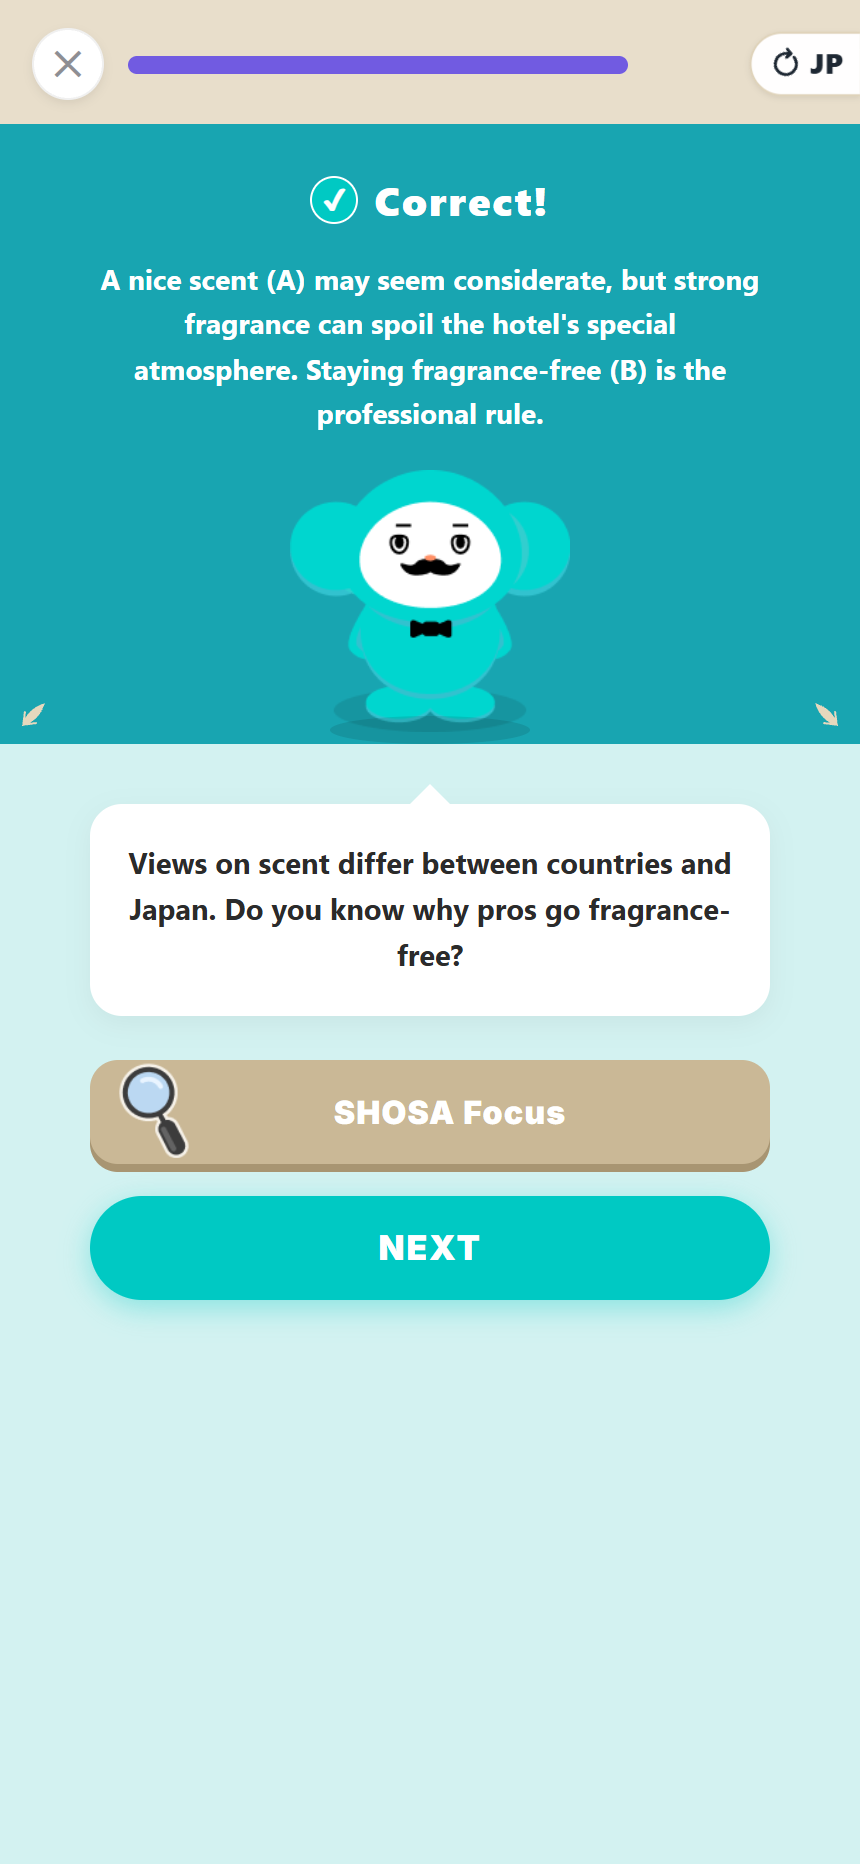 JP
Correct!
A nice scent (A) may seem considerate, but strong
fragrance can spoil the hotel's special
atmosphere. Staying fragrance-free (B) is the
professional rule.
Views on scent differ between countries and
Japan. Do you know why pros go fragrance-
free?
SHOSA Focus
NEXT